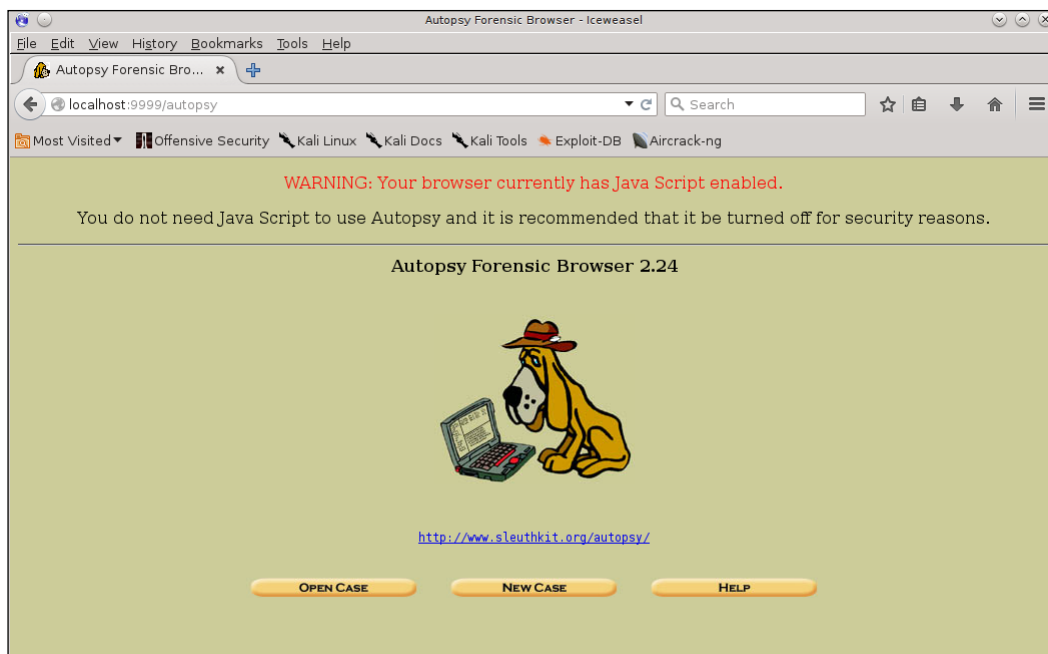 Autopsy Forensic Browser - Iceweasel
File Edit View History Bookmarks Tools Help
Autopsy Forensic Bro...
localhost:9999/autopsy
Search
Most Visited Offensive Security Kali Linux Kali Docs Kali Tools Exploit-DB Aircrack-ng
WARNING: Your browser currently has Java Script enabled.
You do not need Java Script to use Autopsy and it is recommended that it be turned off for security reasons.
Autopsy Forensic Browser 2.24
http://www.sleuthkit.org/autopsy/
OPEN CASE NEW CASE HELP